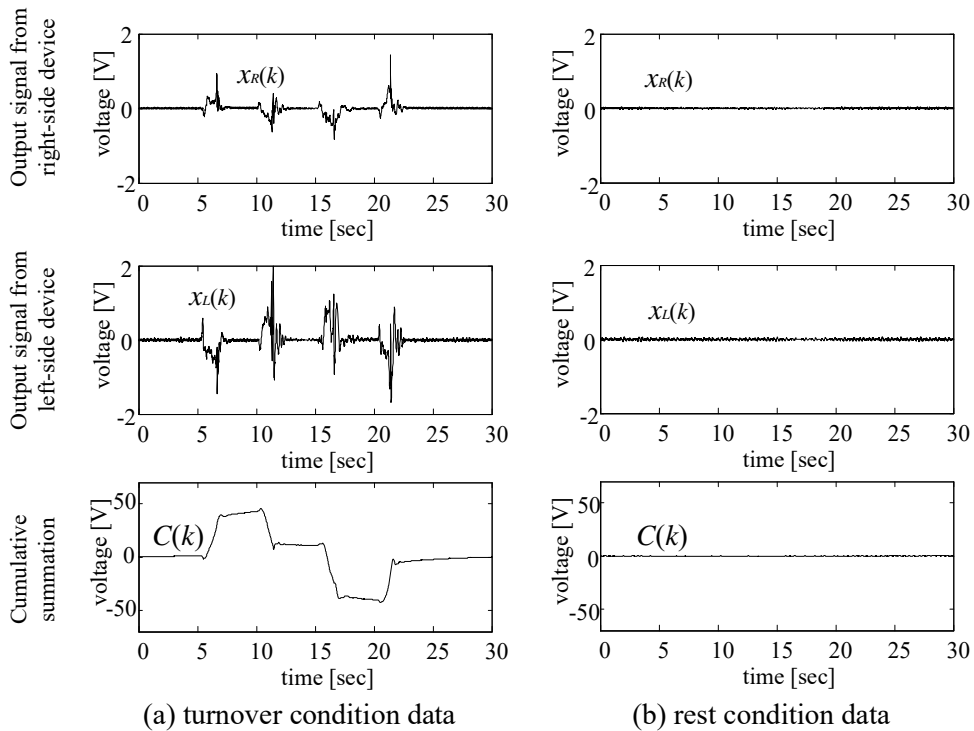 Output signal from
right-side device
voltage [V]
2
0
-2
xR(k)
0 5 10 15 20 25 30
time [sec]
voltage [V]
2
0
-2
xR(k)
0 5 10 15 20 25 30
time [sec]
Output signal from
left-side device
voltage [V]
2
0
-2
xL(k)
0 5 10 15 20 25 30
time [sec]
voltage [V]
2
0
-2
xL(k)
0 5 10 15 20 25 30
time [sec]
Cumulative
summation
voltage [V]
-50
0
-50
C(k)
0 5 10 15 20 25 30
time [sec]
voltage [V]
-50
0
-50
C(k)
0 5 10 15 20 25 30
time [sec]
(a) turnover condition data
(b) rest condition data